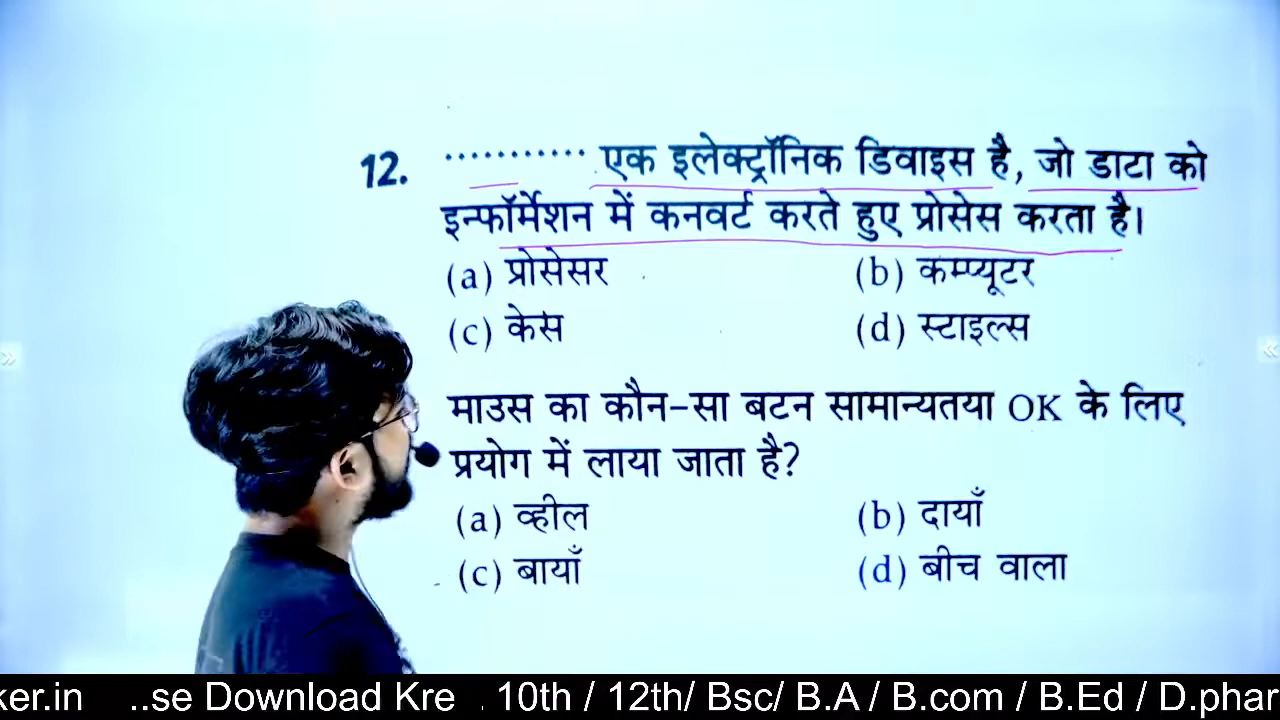 12. ........... एक इलेक्ट्रॉनिक डिवाइस है, जो डाटा को
इन्फॉर्मेशन में कनवर्ट करते हुए प्रोसेस करता है।
(a) प्रोसेसर (b) कम्प्यूटर
(c) केस (d) स्टाइल्स
माउस का कौन-सा बटन सामान्यतया OK के लिए
प्रयोग में लाया जाता है?
(a) व्हील (b) दायाँ
(c) बायाँ (d) बीच वाला
ker.in ..se Download Kre . 10th / 12th/ Bsc/ B.A / B.com / B.Ed / D.phar